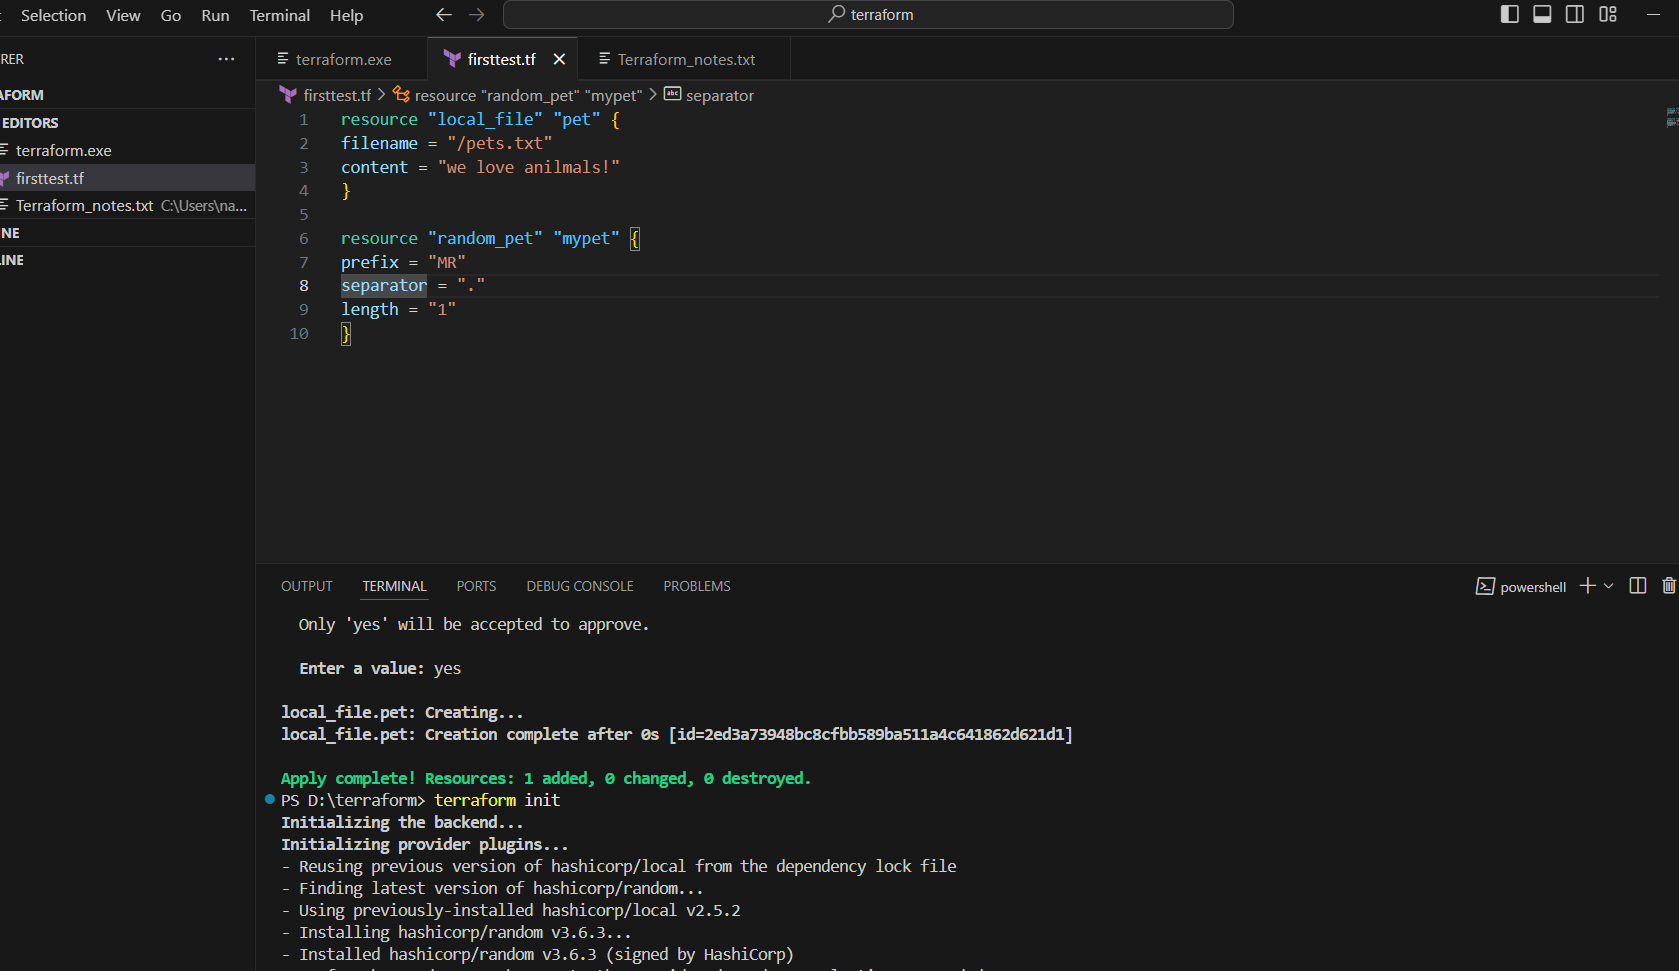 Selection View Go Run Terminal Help
terraform
RER
terraform.exe
firsttest.tf
Terraform_notes.txt
AFORM
EDITORS
terraform.exe
firsttest.tf
Terraform_notes.txt C:\Users\na...
NE
LINE
firsttest.tf > resource "random_pet" "mypet" > abc separator
1 resource "local_file" "pet" {
2 filename = "/pets.txt"
3 content = "we love anilmals!"
4 }
5
6 resource "random_pet" "mypet" {
7 prefix = "MR"
8 separator = "."
9 length = "1"
10 }
OUTPUT TERMINAL PORTS DEBUG CONSOLE PROBLEMS
powershell
Only 'yes' will be accepted to approve.
Enter a value: yes
local_file.pet: Creating...
local_file.pet: Creation complete after 0s [id=2ed3a73948bc8cfbb589ba511a4c641862d621d1]
Apply complete! Resources: 1 added, 0 changed, 0 destroyed.
PS D:\terraform> terraform init
Initializing the backend...
Initializing provider plugins...
- Reusing previous version of hashicorp/local from the dependency lock file
- Finding latest version of hashicorp/random...
- Using previously-installed hashicorp/local v2.5.2
- Installing hashicorp/random v3.6.3...
- Installed hashicorp/random v3.6.3 (signed by HashiCorp)